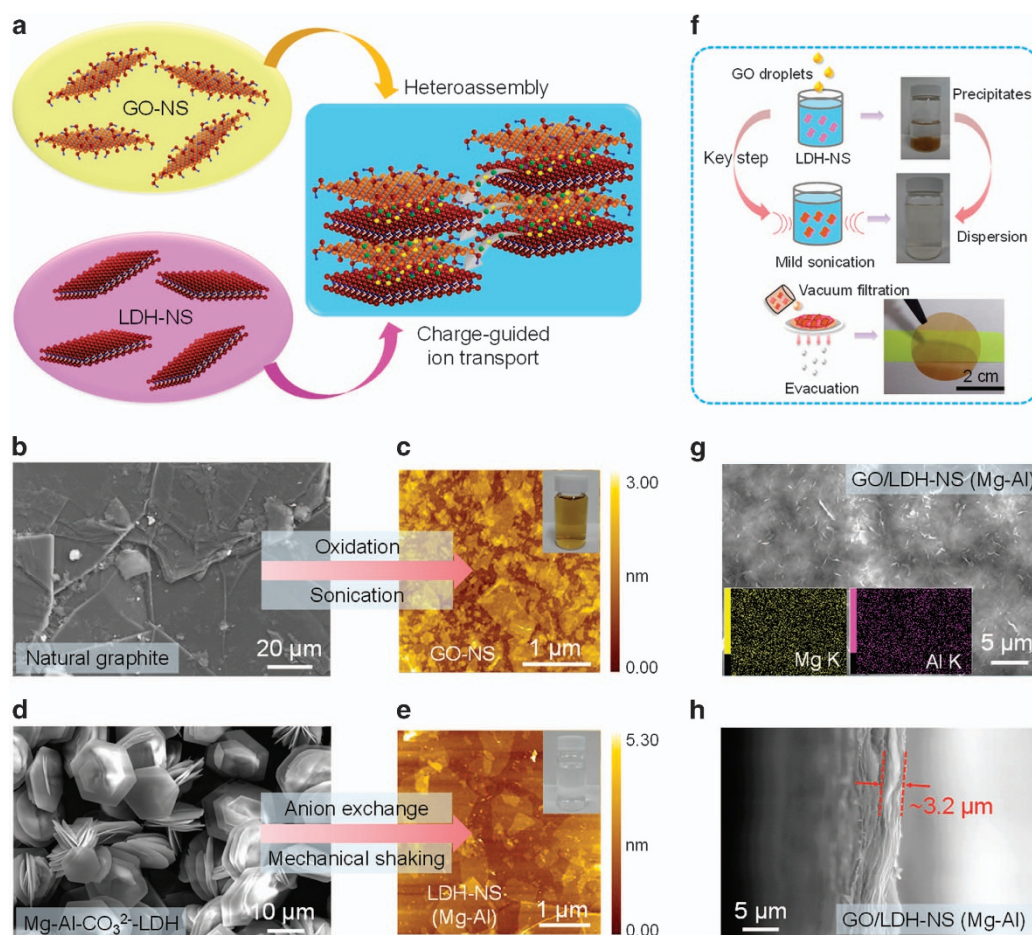 a
GO-NS
Heteroassembly
LDH-NS
Charge-guided
ion transport
f
GO droplets
Precipitates
LDH-NS
Key step
Mild sonication
Dispersion
Vacuum filtration
Evacuation
2 cm
b
Natural graphite
20 µm
Oxidation
Sonication
c
GO-NS
1 µm
3.00
nm
0.00
g
GO/LDH-NS (Mg-Al)
Mg K
Al K
5 µm
d
Mg-Al-CO₃²⁻-LDH
10 µm
Anion exchange
Mechanical shaking
e
LDH-NS
(Mg-Al)
1 µm
5.30
nm
0.00
h
~3.2 µm
5 µm
GO/LDH-NS (Mg-Al)